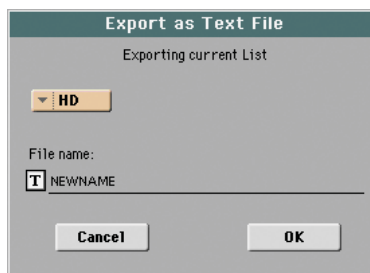 Export as Text File
Exporting current List
HD
File name:
T NEWNAME
Cancel OK